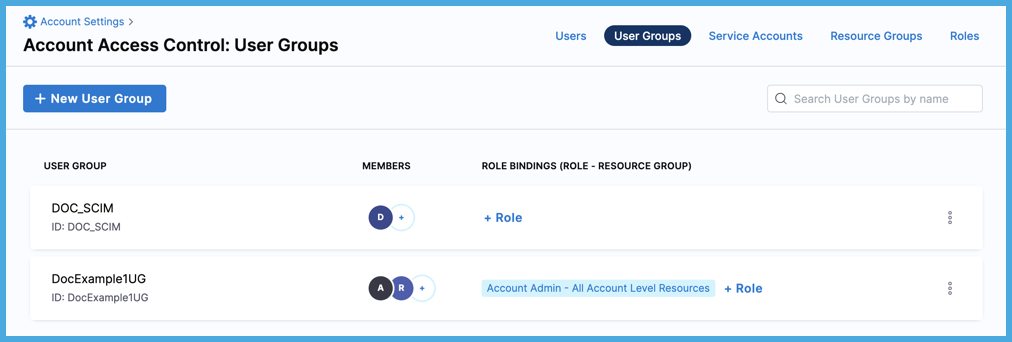 Account Settings >
Account Access Control: User Groups
Users User Groups Service Accounts Resource Groups Roles
+ New User Group
Search User Groups by name
USER GROUP MEMBERS ROLE BINDINGS (ROLE - RESOURCE GROUP)
DOC_SCIM
ID: DOC_SCIM
D +
+ Role
DocExample1UG
ID: DocExample1UG
A R +
Account Admin - All Account Level Resources + Role